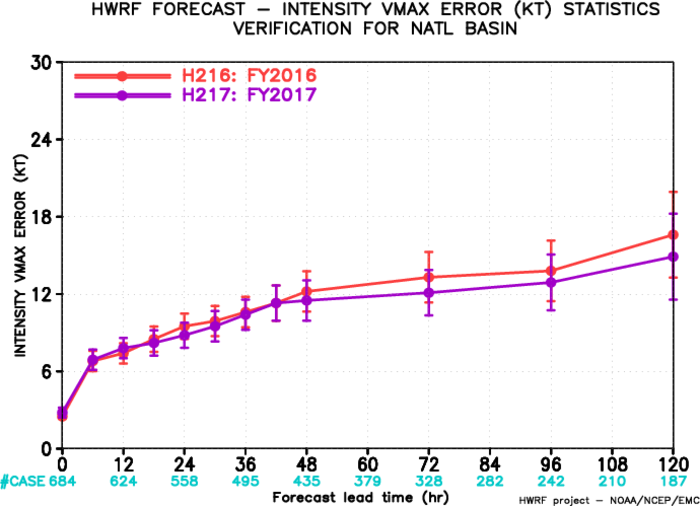 HWRF FORECAST – INTENSITY VMAX ERROR (KT) STATISTICS
VERIFICATION FOR NATL BASIN
H216: FY2016
H217: FY2017
INTENSITY VMAX ERROR (KT)
30
24
18
12
6
0
0 12 24 36 48 60 72 84 96 108 120
#CASE 684 624 558 495 435 379 328 282 242 210 187
Forecast lead time (hr)
HWRF project – NOAA/NCEP/EMC